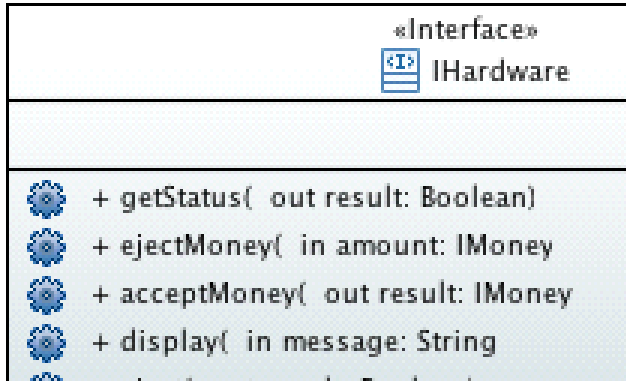 «Interface»
<I> IHardware
+ getStatus(  out result: Boolean)
+ ejectMoney(  in amount: IMoney
+ acceptMoney(  out result: IMoney
+ display(  in message: String